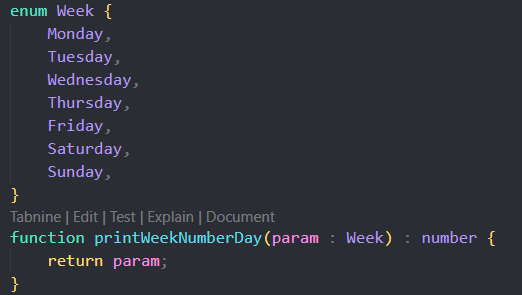 enum Week {
    Monday,
    Tuesday,
    Wednesday,
    Thursday,
    Friday,
    Saturday,
    Sunday,
}
Tabnine | Edit | Test | Explain | Document
function printWeekNumberDay(param : Week) : number {
    return param;
}